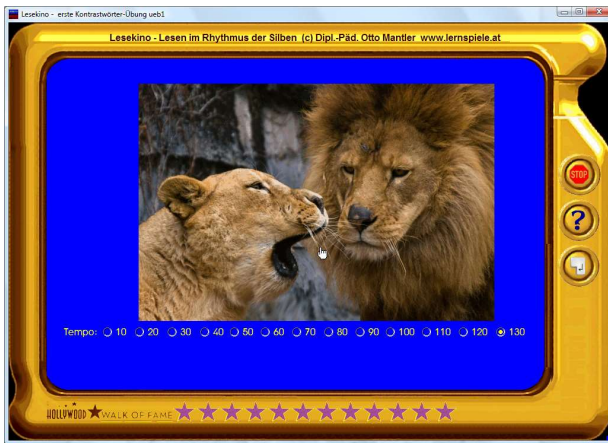 Lesekino - erste Kontrastwörter-Übung ueb1
Lesekino - Lesen im Rhythmus der Silben (c) Dipl.-Päd. Otto Mantler www.lernspiele.at
STOP
?
Tempo: 10 20 30 40 50 60 70 80 90 100 110 120 130
HOLLYWOOD WALK OF FAME